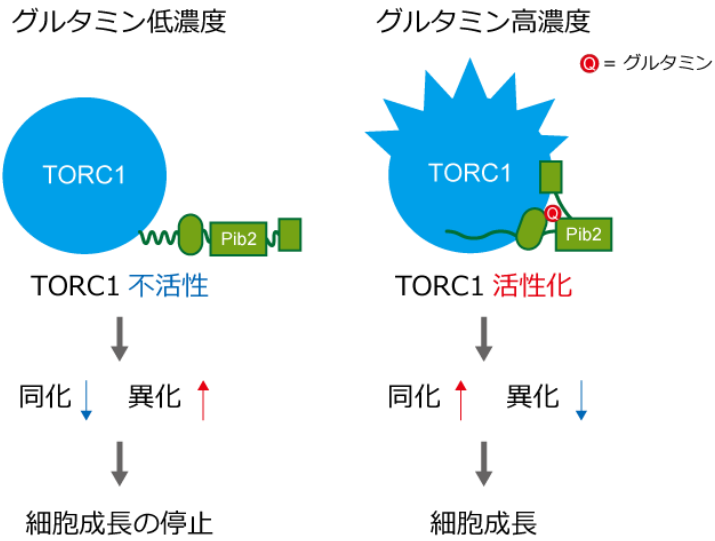 グルタミン低濃度
グルタミン高濃度
Q = グルタミン
TORC1
Pib2
TORC1
Q
Pib2
TORC1 不活性
TORC1 活性化
同化 ↓ 異化 ↑
同化 ↑ 異化 ↓
細胞成長の停止
細胞成長